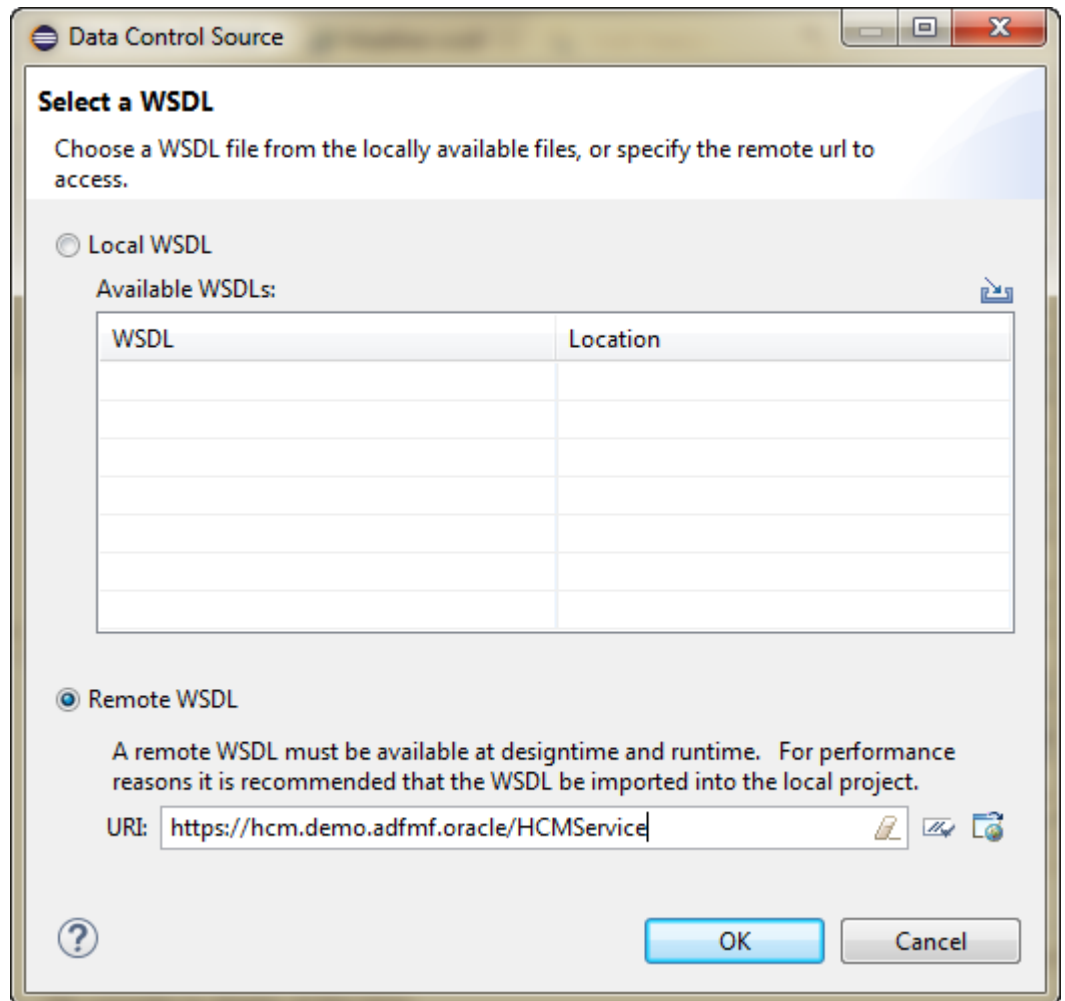 Data Control Source
Select a WSDL
Choose a WSDL file from the locally available files, or specify the remote url to
access.
Local WSDL
Available WSDLs:
WSDL Location
Remote WSDL
A remote WSDL must be available at designtime and runtime. For performance
reasons it is recommended that the WSDL be imported into the local project.
URI: https://hcm.demo.adfmf.oracle/HCMService
OK Cancel